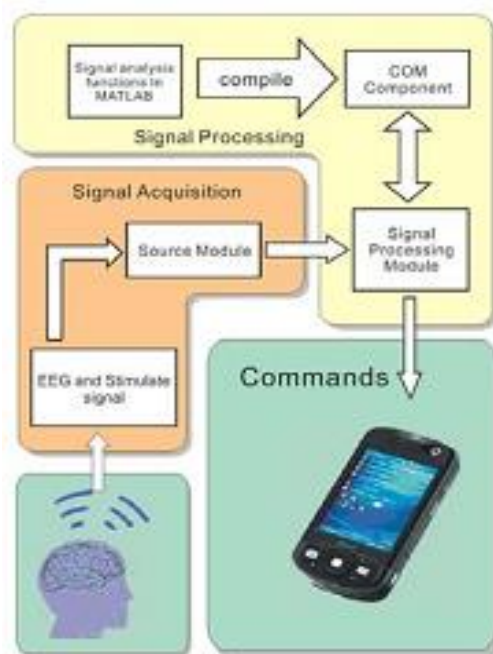 Signal analysis
functions in
MATLAB
compile
COM
Component
Signal Processing
Signal Acquisition
Source Module
Signal
Processing
Module
EEG and Stimulate
signal
Commands